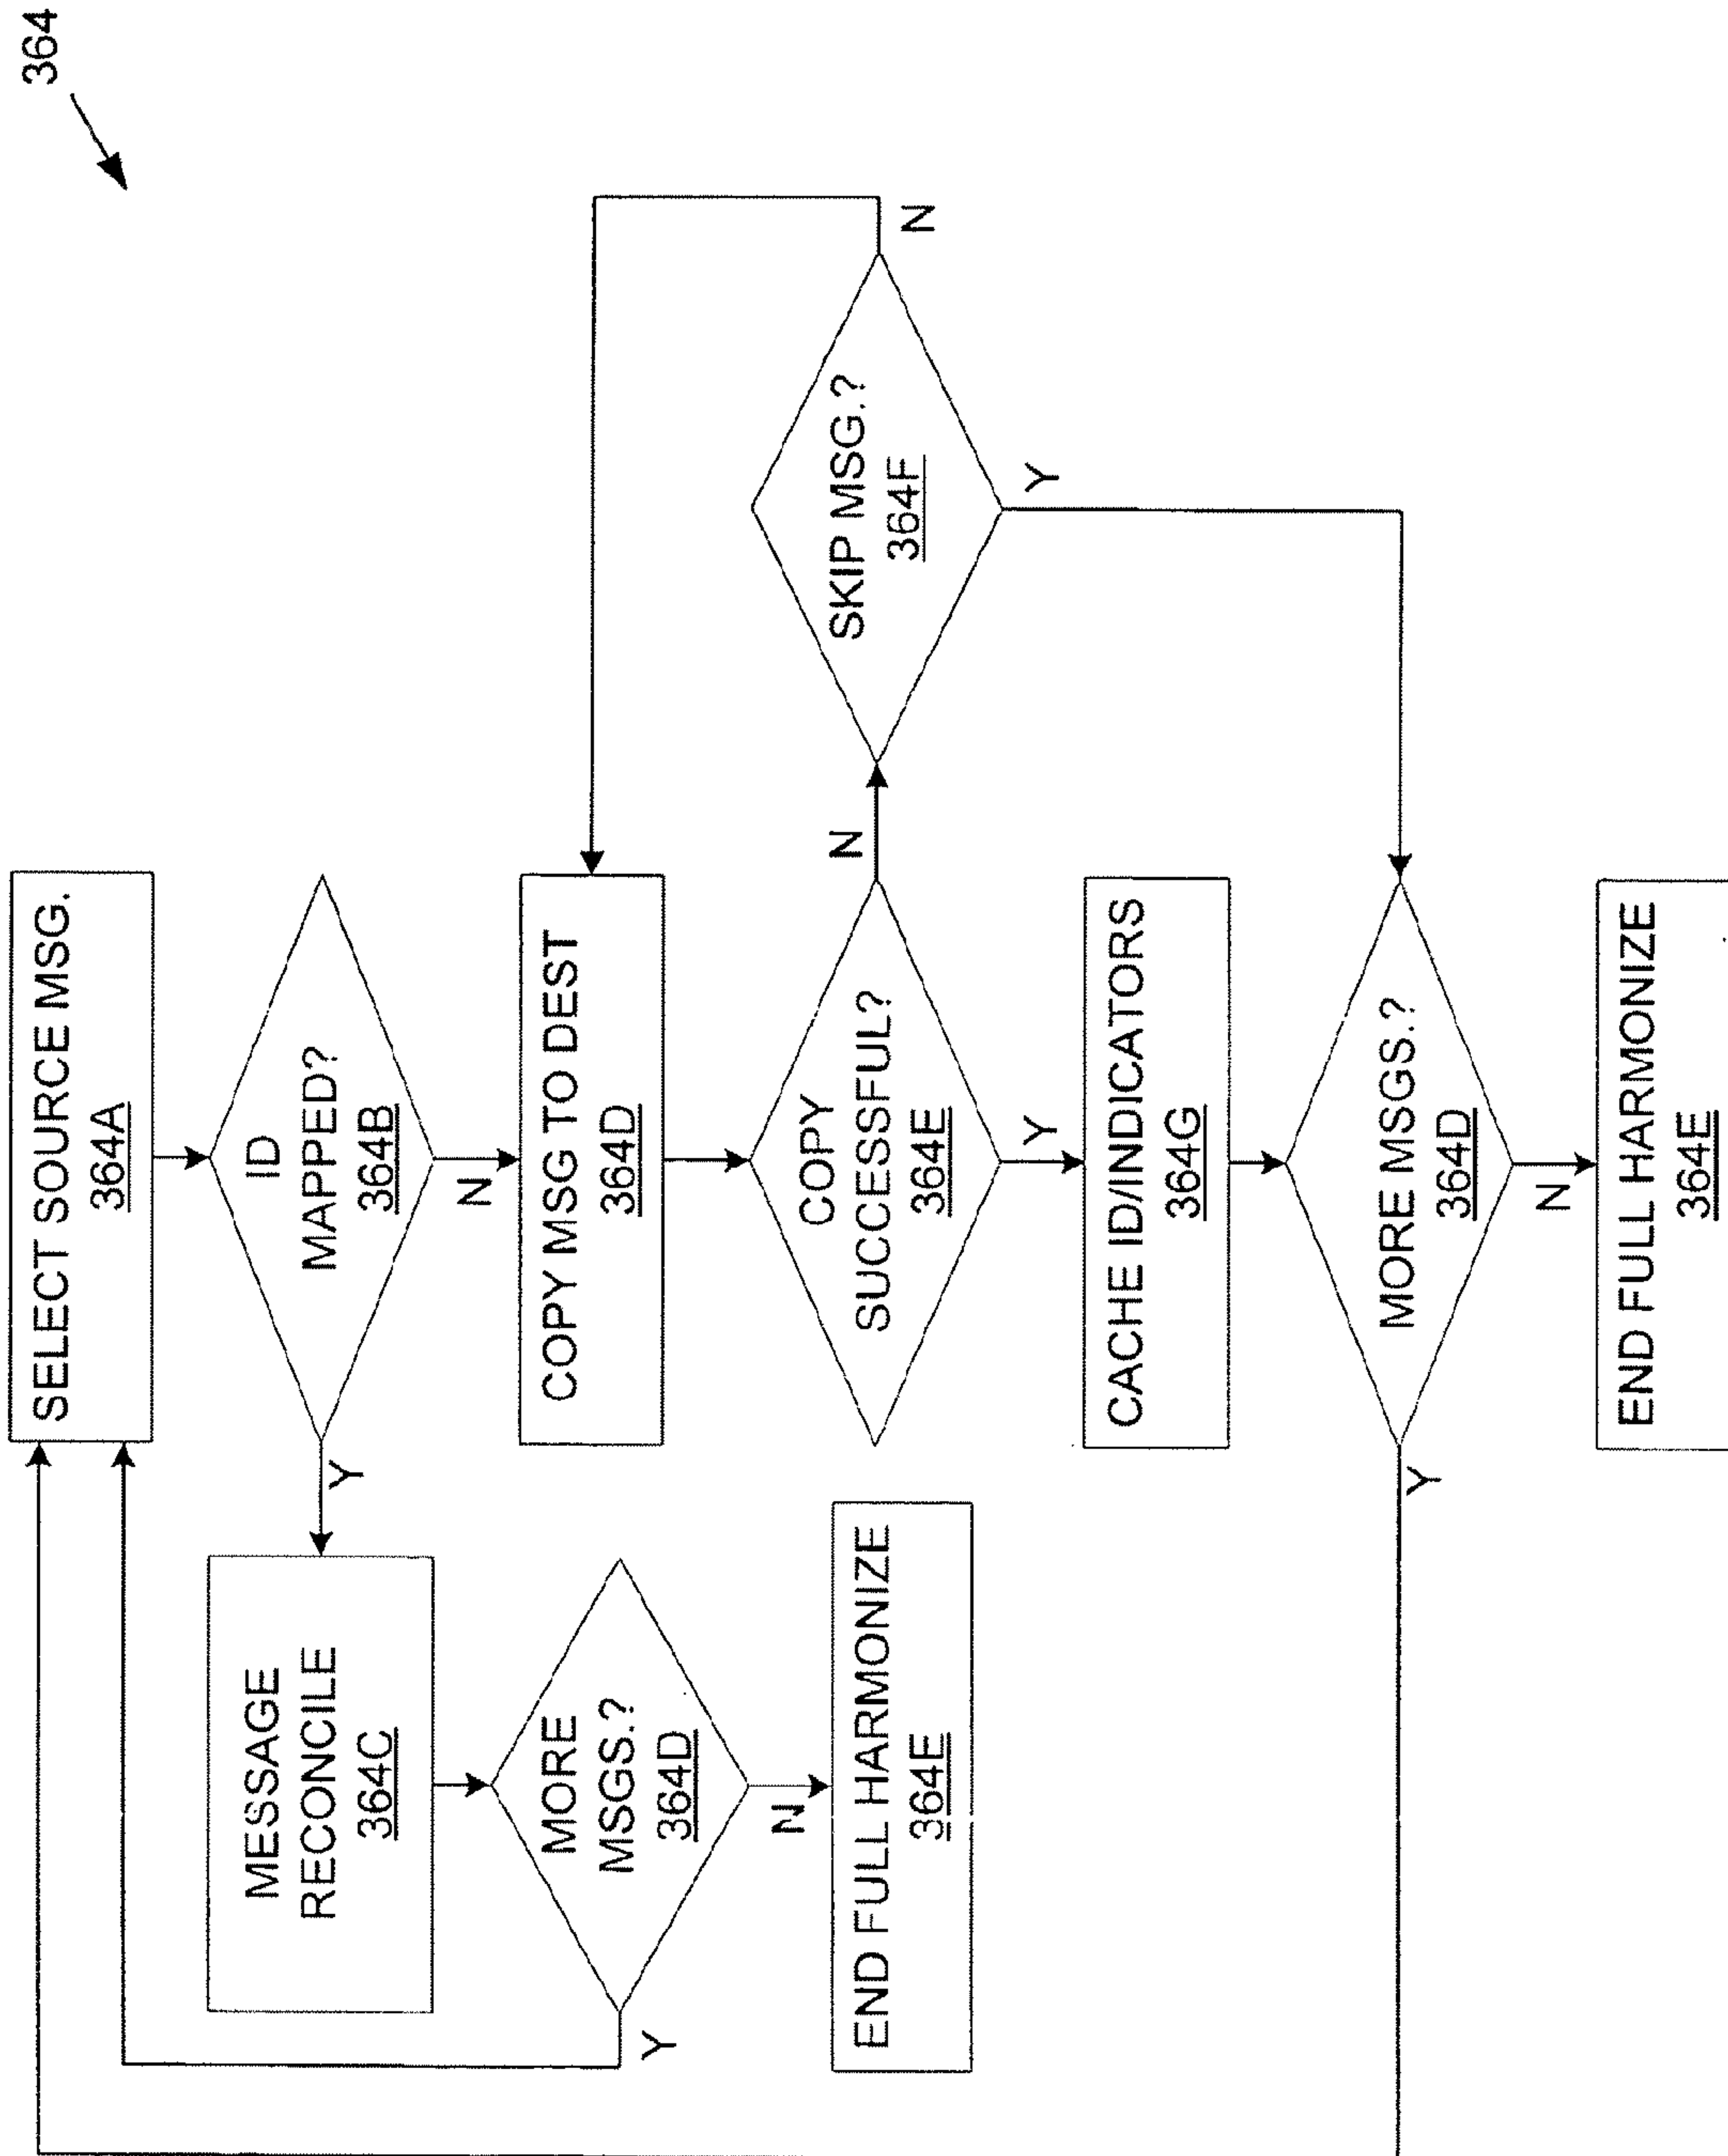 364
SELECT SOURCE MSG.
364A
ID
MAPPED?
364B
Y
N
MESSAGE
RECONCILE
364C
MORE
MSGS.?
364D
Y
N
END FULL HARMONIZE
364E
COPY MSG TO DEST
364D
COPY
SUCCESSFUL?
364E
N
Y
SKIP MSG.?
364F
N
Y
CACHE ID/INDICATORS
364G
MORE MSGS.?
364D
Y
N
END FULL HARMONIZE
364E